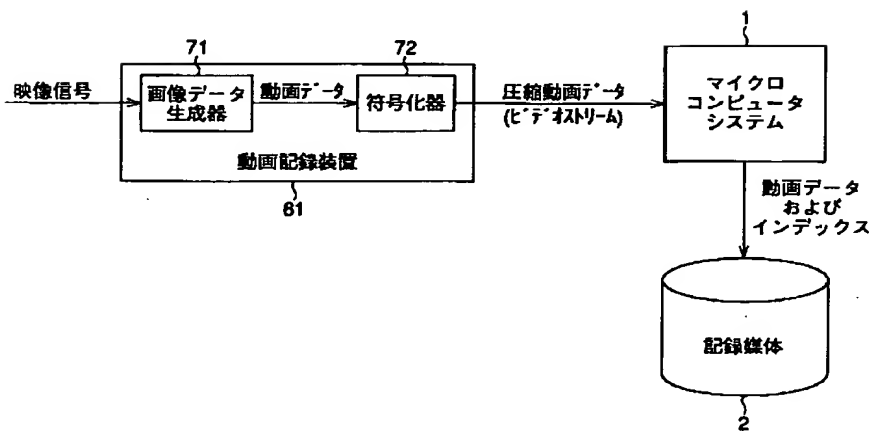 映像信号
71
画像データ
生成器
動画データ
72
符号化器
動画記録装置
61
圧縮動画データ
(ビデオストリーム)
1
マイクロ
コンピュータ
システム
動画データ
および
インデックス
記録媒体
2